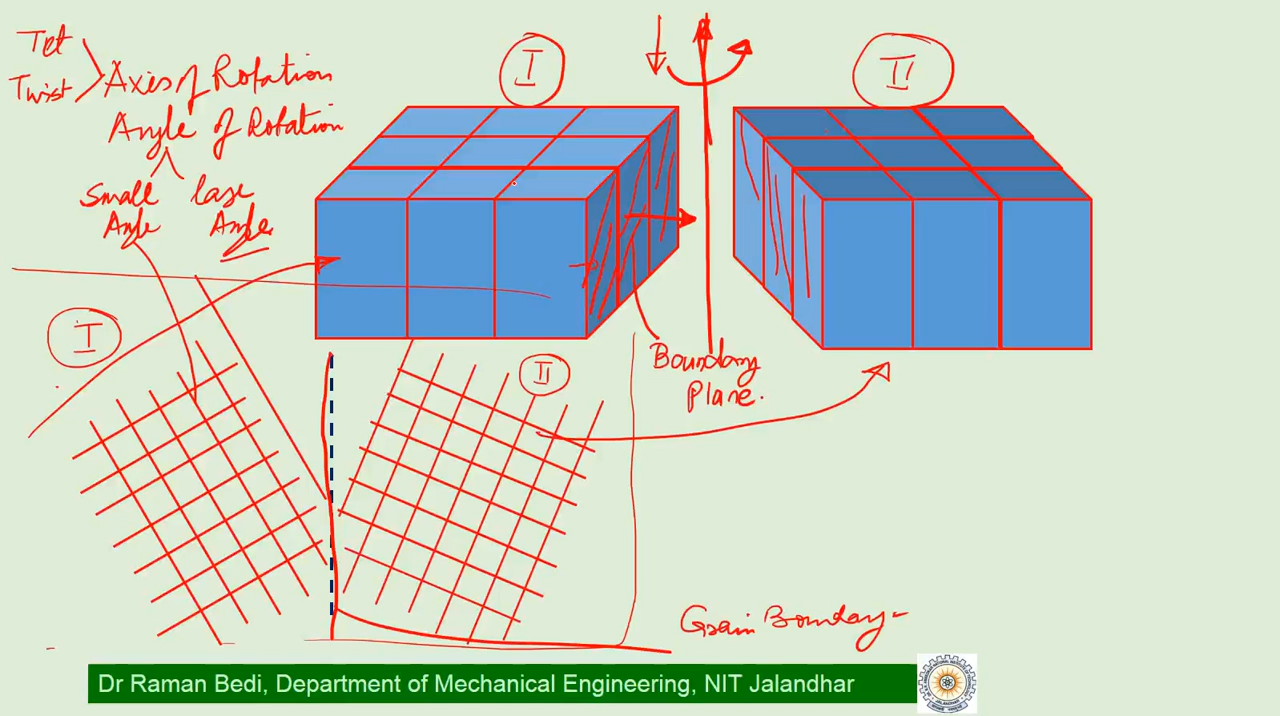 Tilt
Twist
Axis of Rotation
Angle of Rotation
Small
Angle
large
Angle
I
II
I
II
Boundary
Plane.
Grain Boundary
Dr Raman Bedi, Department of Mechanical Engineering, NIT Jalandhar